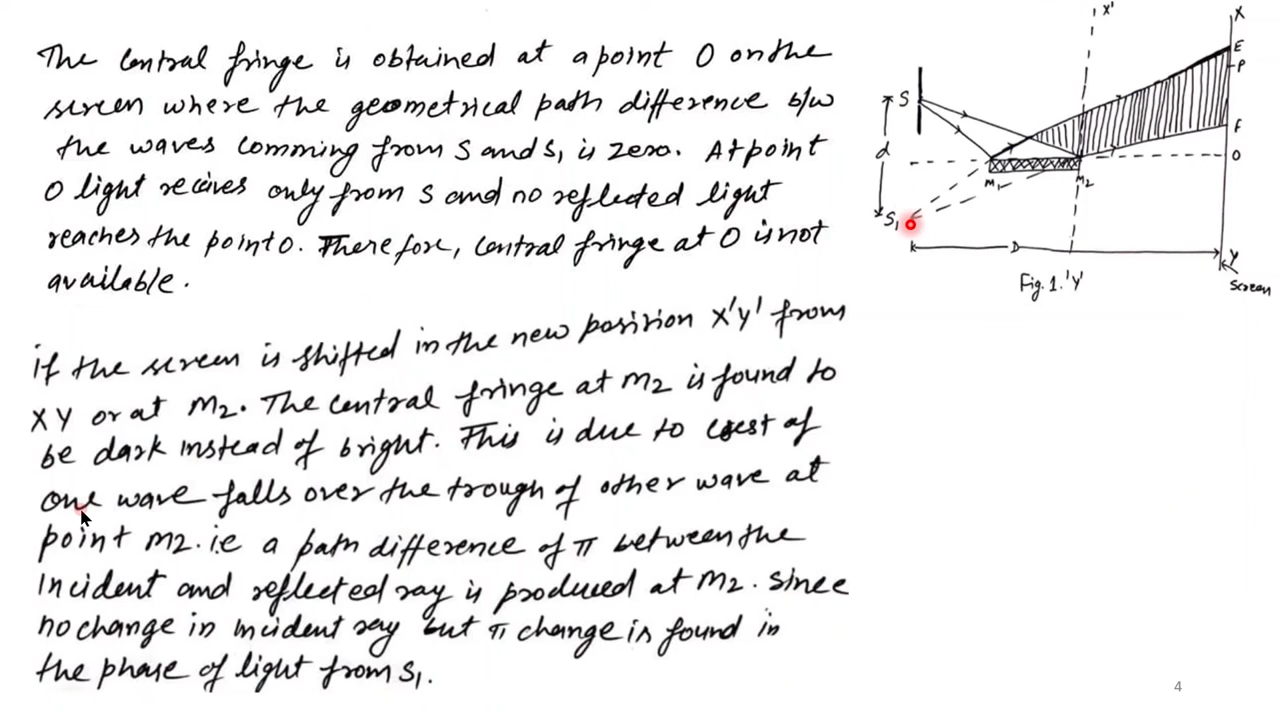 The Central fringe is obtained at a point O on the
screen where the geometrical path difference b/w
the waves comming from S and S₁ is zero. At point
O light recives only from S and no reflected light
reaches the point O. Therefore, central fringe at O is not
available.
if the screen is shifted in the new position X'Y' from
XY or at M2. The central fringe at M2 is found to
be dark instead of bright. This is due to crest of
one wave falls over the trough of other wave at
point M2. i.e a path difference of π between the
Incident and reflected ray is produced at M2. Since
no change in incident ray but π change is found in
the phase of light from S₁.
X'
X
E
P
S
F
d
O
M₁
M₂
S₁
D
Y
Fig. 1. 'Y'
Screen
4